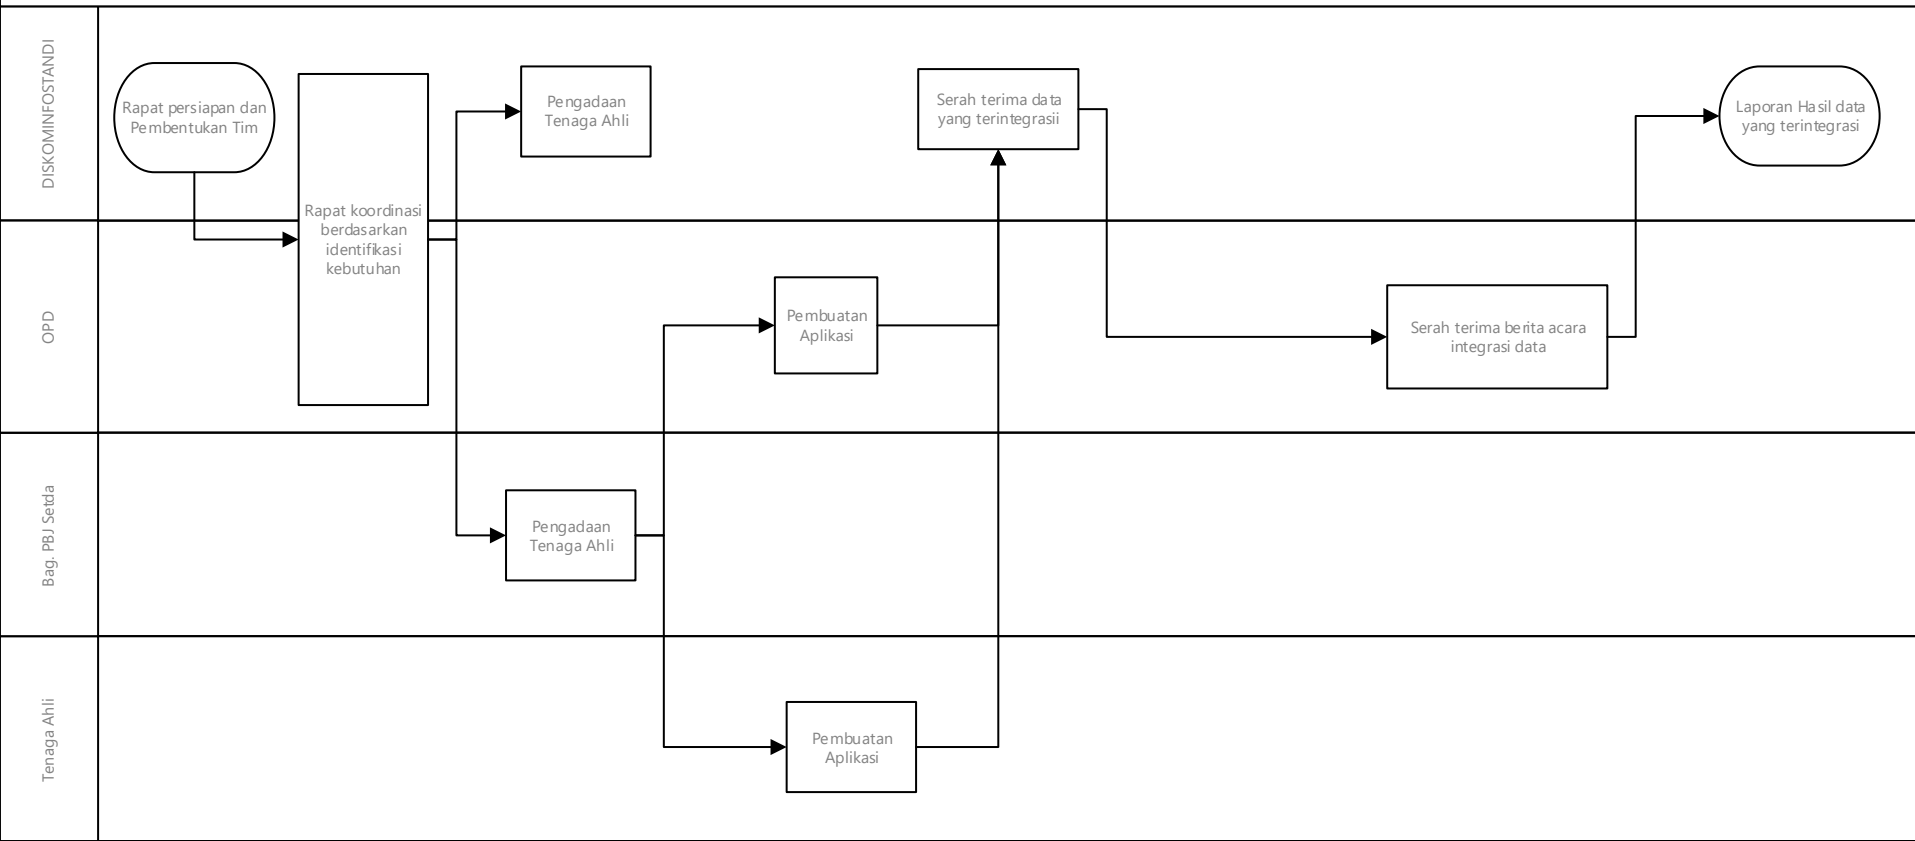 DISKOMINFOSTANDI
Rapat persiapan dan
Pembentukan Tim
Rapat koordinasi
berdasarkan
identifikasi
kebutuhan
Pengadaan
Tenaga Ahli
Serah terima data
yang terintegrasii
Laporan Hasil data
yang terintegrasi
OPD
Pembuatan
Aplikasi
Serah terima berita acara
integrasi data
Bag. PBJ Setda
Pengadaan
Tenaga Ahli
Tenaga Ahli
Pembuatan
Aplikasi